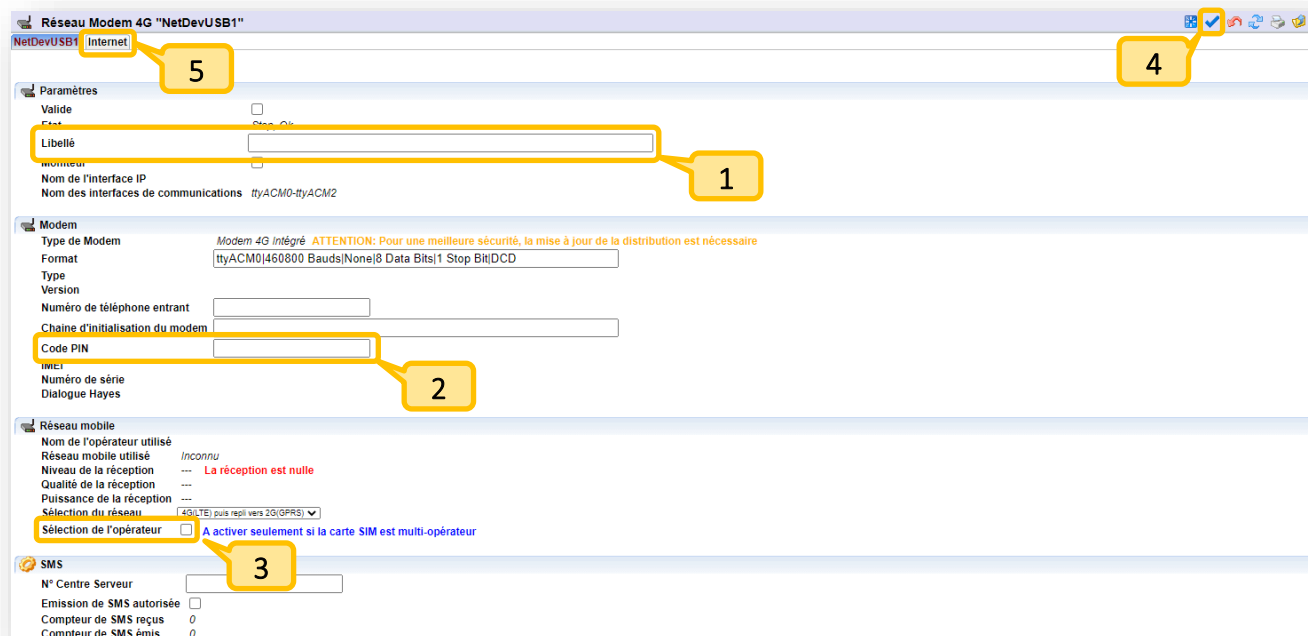 Réseau Modem 4G "NetDevUSB1"
NetDevUSB1 Internet
5
4
Paramètres
Valide
Etat Stop, Ok
Libellé
Moniteur
1
Nom de l'interface IP
Nom des interfaces de communications ttyACM0-ttyACM2
Modem
Type de Modem Modem 4G Intégré ATTENTION: Pour une meilleure sécurité, la mise à jour de la distribution est nécessaire
Format ttyACM0|460800 Bauds|None|8 Data Bits|1 Stop Bit|DCD
Type
Version
Numéro de téléphone entrant
Chaine d'initialisation du modem
Code PIN
IMEI
2
Numéro de série
Dialogue Hayes
Réseau mobile
Nom de l'opérateur utilisé
Réseau mobile utilisé Inconnu
Niveau de la réception --- La réception est nulle
Qualité de la réception ---
Puissance de la réception ---
Sélection du réseau 4G(LTE) puis repli vers 2G(GPRS)
Sélection de l'opérateur A activer seulement si la carte SIM est multi-opérateur
3
SMS
N° Centre Serveur
Emission de SMS autorisée
Compteur de SMS reçus 0
Compteur de SMS émis 0